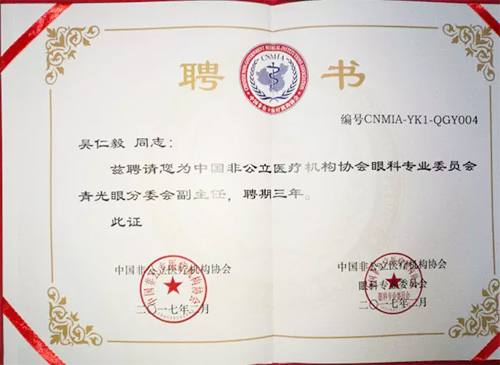 聘 书
CNMIA
编号CNMIA-YK1-QGY004
吴仁毅 同志：
兹聘请您为中国非公立医疗机构协会眼科专业委员会
青光眼分委会副主任，聘期三年。
此证
中国非公立医疗机构协会
二〇一七年二月
中国非公立医疗机构协会
眼科专业委员会
二〇一七年二月